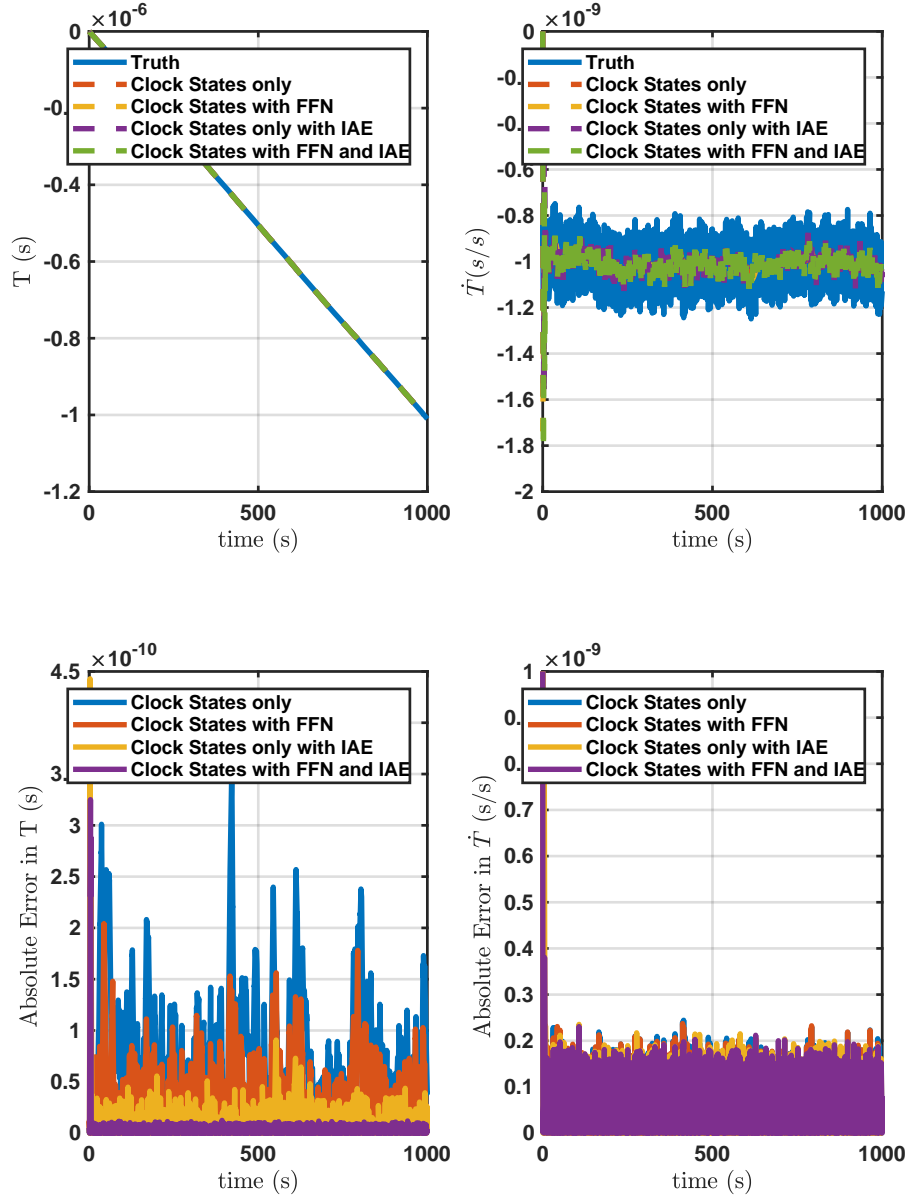 ×10⁻⁶
0
-0.
-0.4
-0.6
-0.8
-1
-1.2
T (s)
Truth
Clock States only
Clock States with FFN
Clock States only with IAE
Clock States with FFN and IAE
0
500
1000
time (s)
×10⁻⁹
0
-0.
-0.
-0.6
-0.8
-1
-1.2
-1.4
-1.6
-1.8
-2
Ṫ(s/s)
Truth
Clock States only
Clock States with FFN
Clock States only with IAE
Clock States with FFN and IAE
0
500
1000
time (s)
×10⁻¹⁰
4.5
3.
3
2.5
2
1.5
1
0.5
0
Absolute Error in T (s)
Clock States only
Clock States with FFN
Clock States only with IAE
Clock States with FFN and IAE
0
500
1000
time (s)
×10⁻⁹
1
0.
0.
0.7
0.6
0.5
0.4
0.3
0.2
0.1
0
Absolute Error in Ṫ (s/s)
Clock States only
Clock States with FFN
Clock States only with IAE
Clock States with FFN and IAE
0
500
1000
time (s)